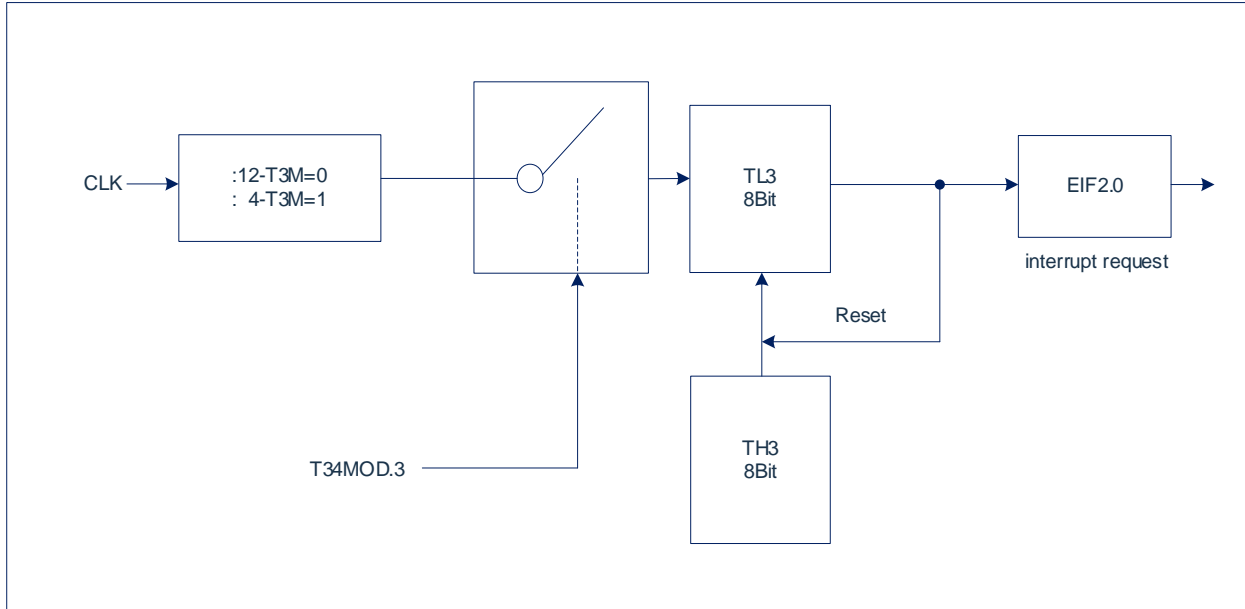 CLK
:12-T3M=0
:  4-T3M=1
TL3
8Bit
EIF2.0
interrupt request
Reset
TH3
8Bit
T34MOD.3